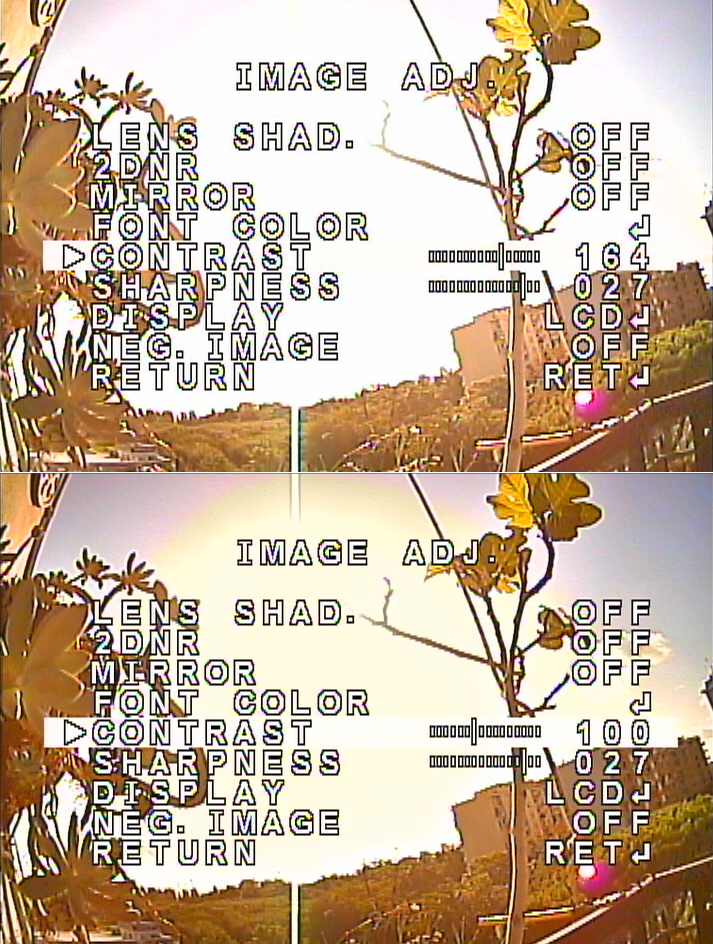 IMAGE ADJ.
LENS SHAD. OFF
2DNR OFF
MIRROR OFF
FONT COLOR ↲
▷CONTRAST 164
SHARPNESS 027
DISPLAY LCD↲
NEG. IMAGE OFF
RETURN RET↲
IMAGE ADJ.
LENS SHAD. OFF
2DNR OFF
MIRROR OFF
FONT COLOR ↲
▷CONTRAST 100
SHARPNESS 027
DISPLAY LCD↲
NEG. IMAGE OFF
RETURN RET↲